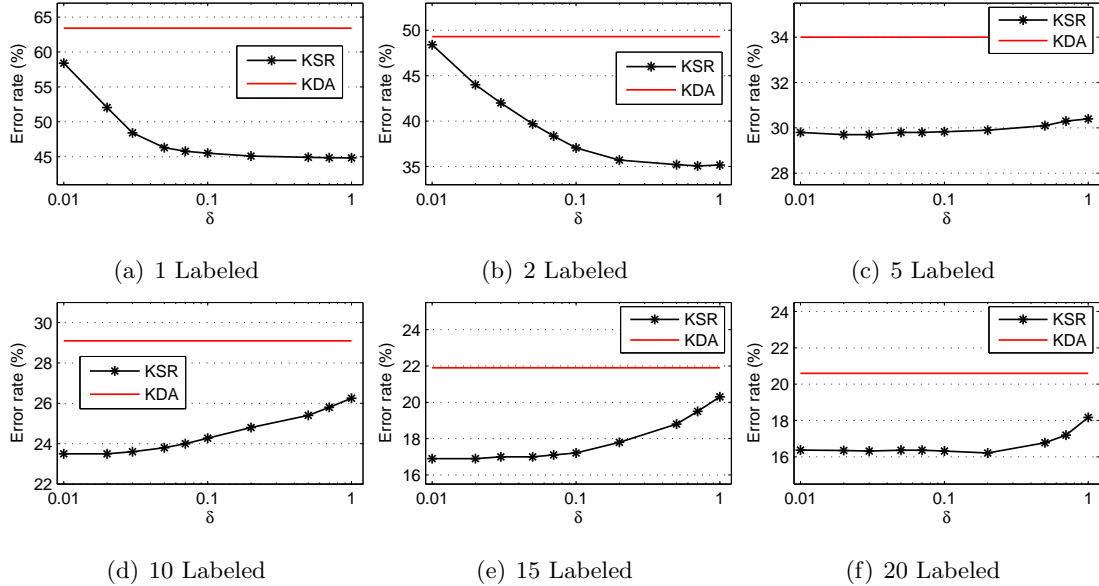 65
60
55
50
45
Error rate (%)
KSR
KDA
0.01
0.1
1
δ
(a) 1 Labeled
50
45
40
35
Error rate (%)
KSR
KDA
0.01
0.1
1
δ
(b) 2 Labeled
34
32
30
28
Error rate (%)
KSR
KDA
0.01
0.1
1
δ
(c) 5 Labeled
30
28
26
24
22
Error rate (%)
KSR
KDA
0.01
0.1
1
δ
(d) 10 Labeled
24
22
20
18
16
Error rate (%)
KSR
KDA
0.01
0.1
1
δ
(e) 15 Labeled
24
22
20
18
16
Error rate (%)
KSR
KDA
0.01
0.1
1
δ
(f) 20 Labeled